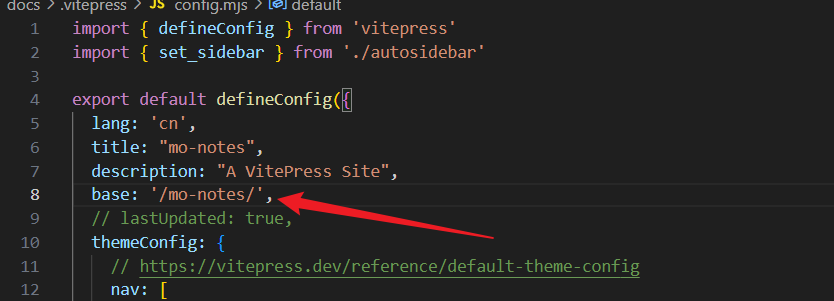 docs > .vitepress > JS config.mjs > default
1 import { defineConfig } from 'vitepress'
2 import { set_sidebar } from './autosidebar'
3
4 export default defineConfig({
5 lang: 'cn',
6 title: "mo-notes",
7 description: "A VitePress Site",
8 base: '/mo-notes/',
9 // lastUpdated: true,
10 themeConfig: {
11 // https://vitepress.dev/reference/default-theme-config
12 nav: [